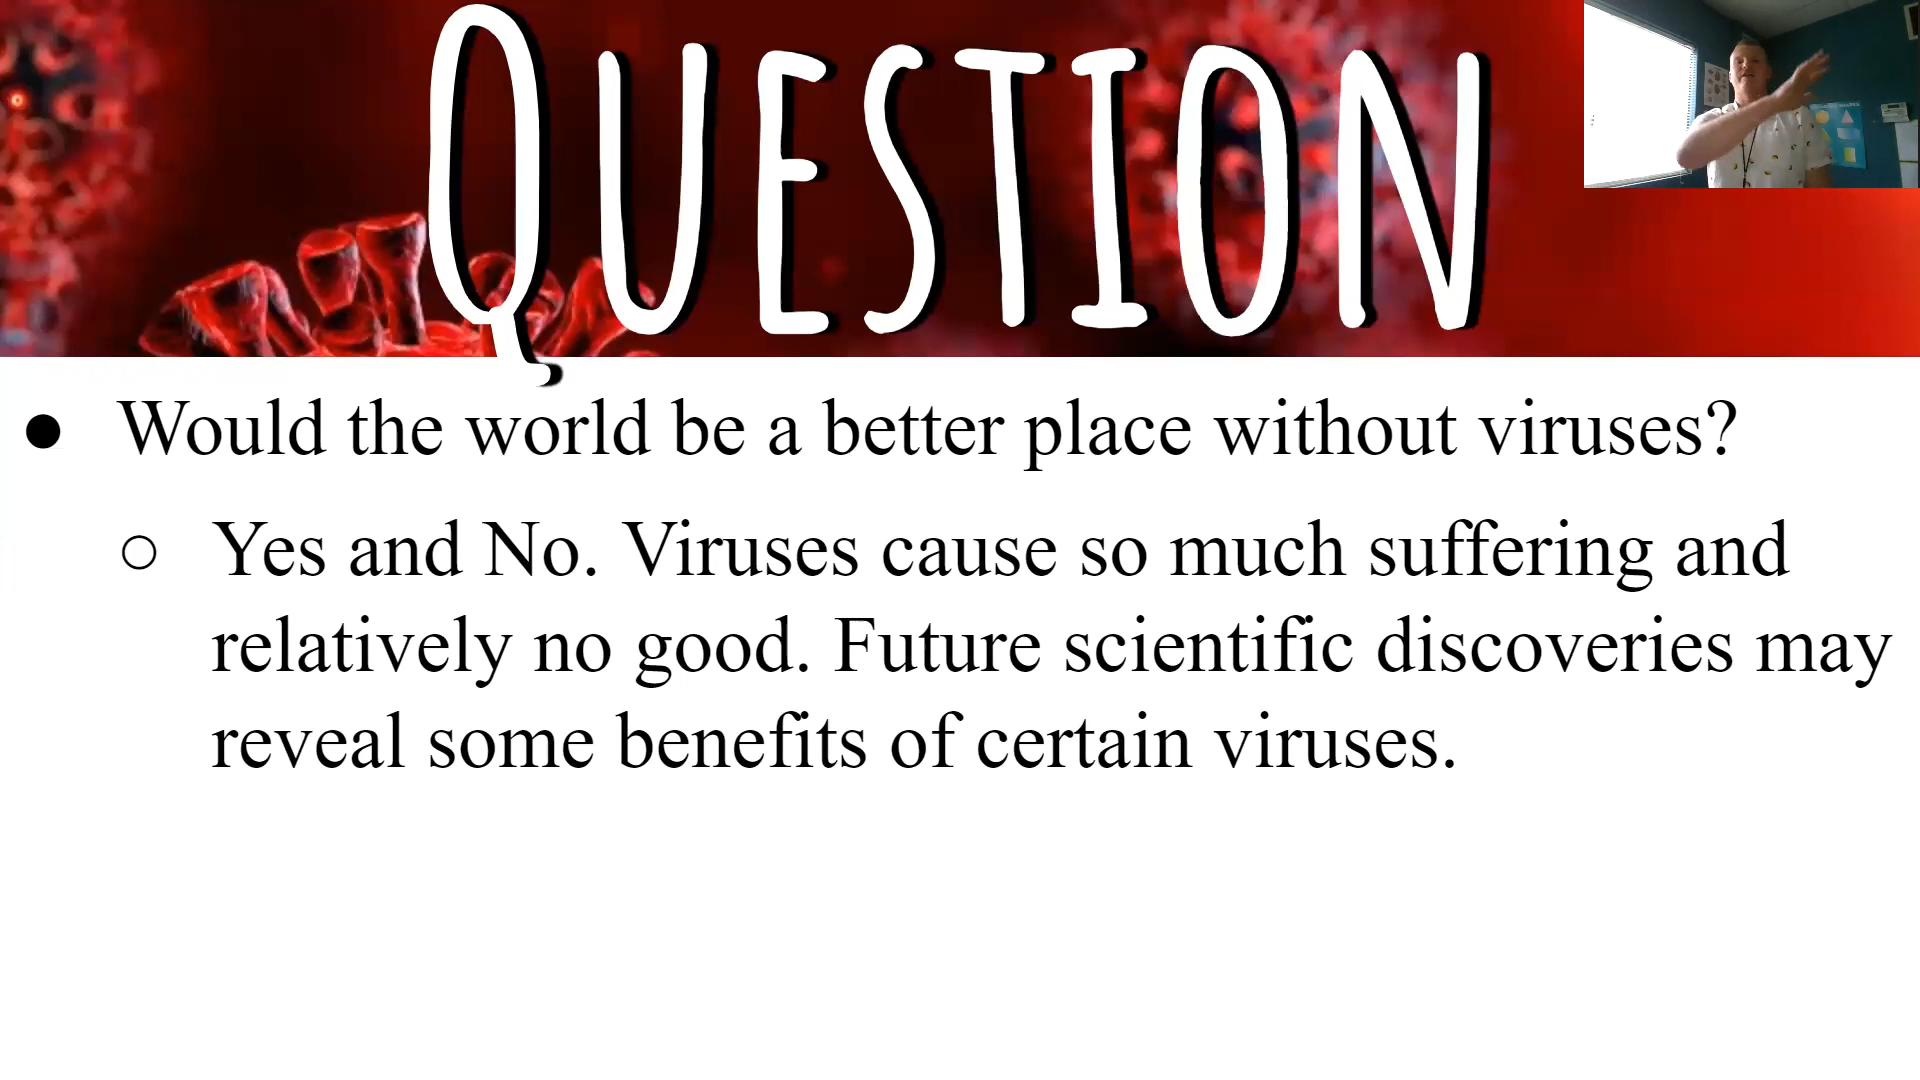 QUESTION
● Would the world be a better place without viruses?
○ Yes and No. Viruses cause so much suffering and
relatively no good. Future scientific discoveries may
reveal some benefits of certain viruses.